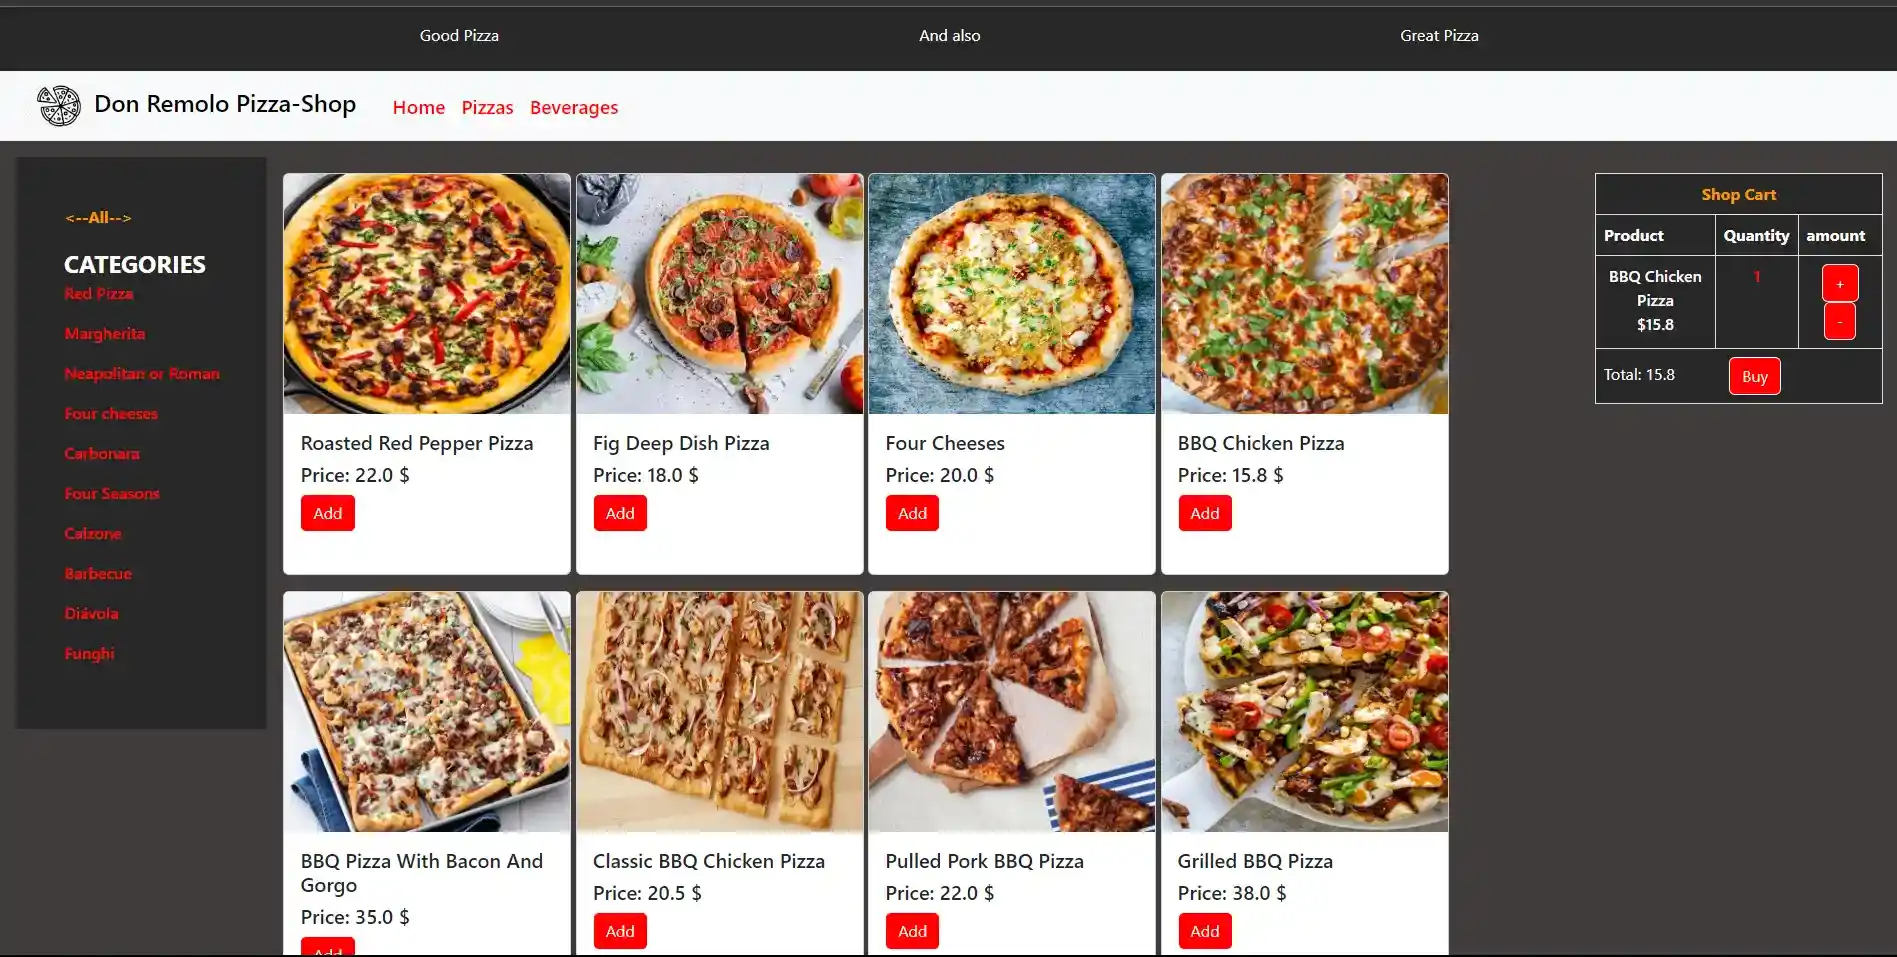 Good Pizza
And also
Great Pizza
Don Remolo Pizza-Shop
Home
Pizzas
Beverages
<--All-->
CATEGORIES
Red Pizza
Margherita
Neapolitan or Roman
Four cheeses
Carbonara
Four Seasons
Calzone
Barbecue
Diávola
Funghi
Roasted Red Pepper Pizza
Price: 22.0 $
Add
Fig Deep Dish Pizza
Price: 18.0 $
Add
Four Cheeses
Price: 20.0 $
Add
BBQ Chicken Pizza
Price: 15.8 $
Add
BBQ Pizza With Bacon And
Gorgo
Price: 35.0 $
Add
Classic BBQ Chicken Pizza
Price: 20.5 $
Add
Pulled Pork BBQ Pizza
Price: 22.0 $
Add
Grilled BBQ Pizza
Price: 38.0 $
Add
Shop Cart
Product Quantity amount
BBQ Chicken
Pizza
$15.8
1
+
-
Total: 15.8
Buy